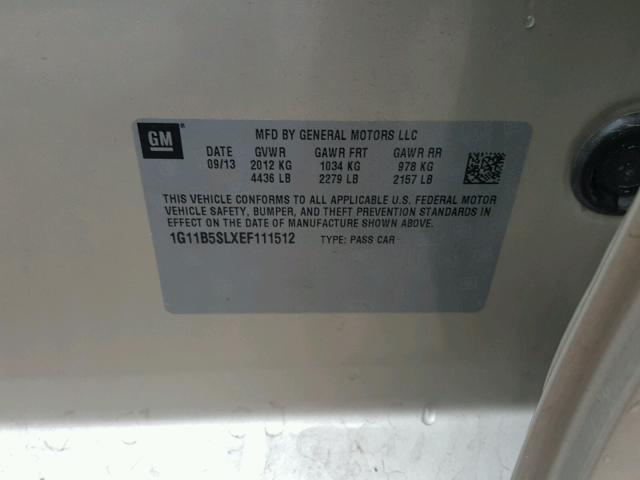 GM ® MFD BY GENERAL MOTORS LLC
DATE GVWR GAWR FRT GAWR RR
09/13 2012 KG 1034 KG 978 KG
4436 LB 2279 LB 2157 LB
THIS VEHICLE CONFORMS TO ALL APPLICABLE U.S. FEDERAL MOTOR
VEHICLE SAFETY, BUMPER, AND THEFT PREVENTION STANDARDS IN
EFFECT ON THE DATE OF MANUFACTURE SHOWN ABOVE.
1G11B5SLXEF111512 TYPE: PASS CAR